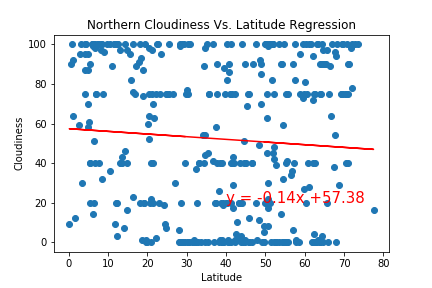 Northern Cloudiness Vs. Latitude Regression
100
80
60
40
20
0
Cloudiness
y = -0.14x +57.38
0 10 20 30 40 50 60 70 80
Latitude